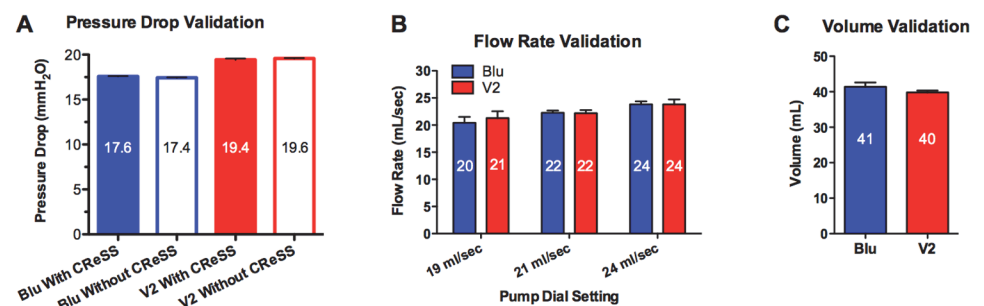 A
Pressure Drop Validation
Pressure Drop (mmH2O)
20
15
10
5
0
17.6
17.4
19.4
19.6
Blu With CReSS
Blu Without CReSS
V2 With CReSS
V2 Without CReSS
B
Flow Rate Validation
Blu
V2
Flow Rate (mL/sec)
30
25
20
15
10
5
0
20
21
22
22
24
24
19 ml/sec
21 ml/sec
24 ml/sec
Pump Dial Setting
C
Volume Validation
Volume (mL)
50
40
30
20
10
0
41
40
Blu
V2